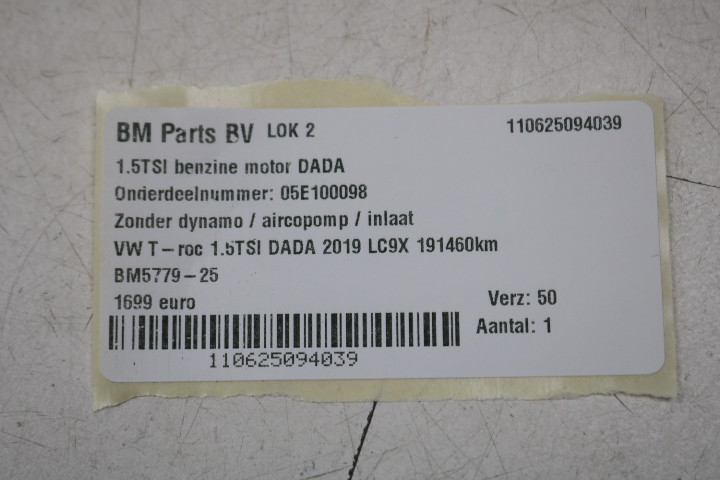 BM Parts BV LOK 2 110625094039
1.5TSI benzine motor DADA
Onderdeelnummer: 05E100098
Zonder dynamo / aircopomp / inlaat
VW T-roc 1.5TSI DADA 2019 LC9X 191460km
BM5779-25
1699 euro Verz: 50
Aantal: 1
110625094039